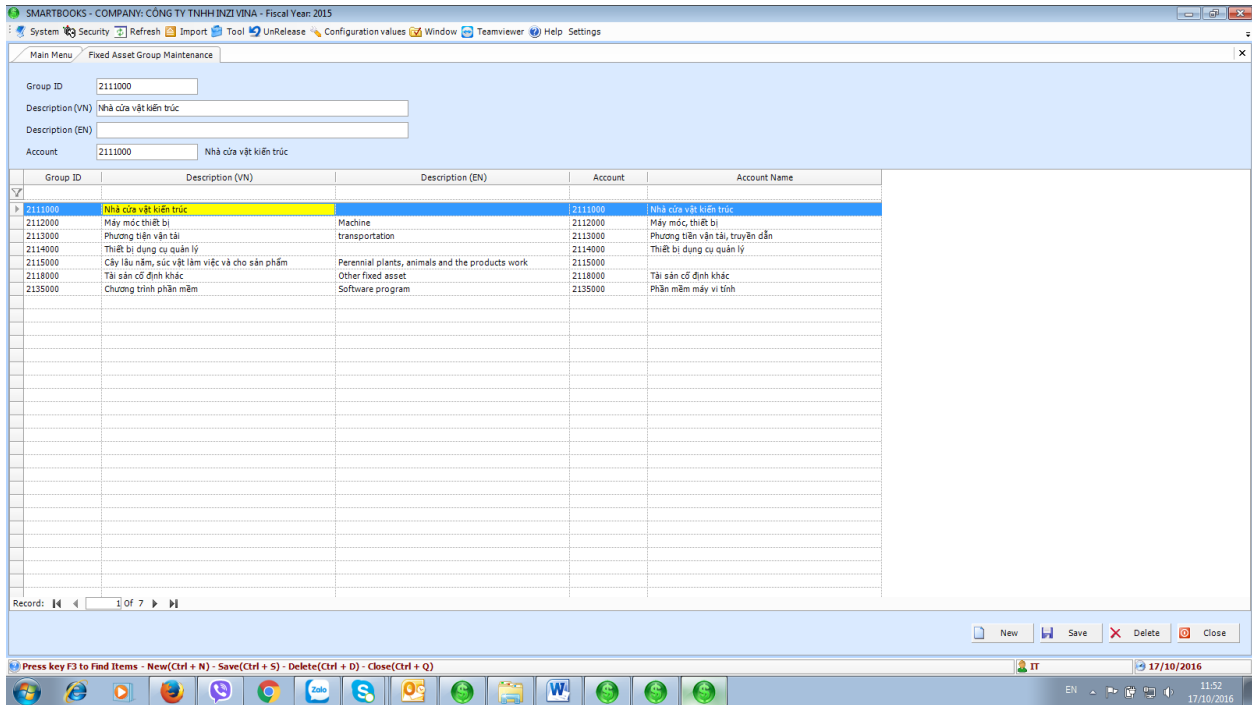 SMARTBOOKS - COMPANY: CÔNG TY TNHH INZI VINA - Fiscal Year: 2015
System Security Refresh Import Tool UnRelease Configuration values Window Teamviewer Help Settings
Main Menu Fixed Asset Group Maintenance
Group ID 2111000
Description (VN) Nhà cửa vật kiến trúc
Description (EN)
Account 2111000 Nhà cửa vật kiến trúc
Group ID Description (VN) Description (EN) Account Account Name
2111000 Nhà cửa vật kiến trúc 2111000 Nhà cửa vật kiến trúc
2112000 Máy móc thiết bị Machine 2112000 Máy móc, thiết bị
2113000 Phương tiện vận tải transportation 2113000 Phương tiền vận tải, truyền dẫn
2114000 Thiết bị dụng cụ quản lý 2114000 Thiết bị dụng cụ quản lý
2115000 Cây lâu năm, súc vật làm việc và cho sản phẩm Perennial plants, animals and the products work 2115000
2118000 Tài sản cố định khác Other fixed asset 2118000 Tài sản cố định khác
2135000 Chương trình phần mềm Software program 2135000 Phần mềm máy vi tính
Record: 1 Of 7
New Save Delete Close
Press key F3 to Find Items - New(Ctrl + N) - Save(Ctrl + S) - Delete(Ctrl + D) - Close(Ctrl + Q) IT 17/10/2016
Zalo EN 11:52
17/10/2016